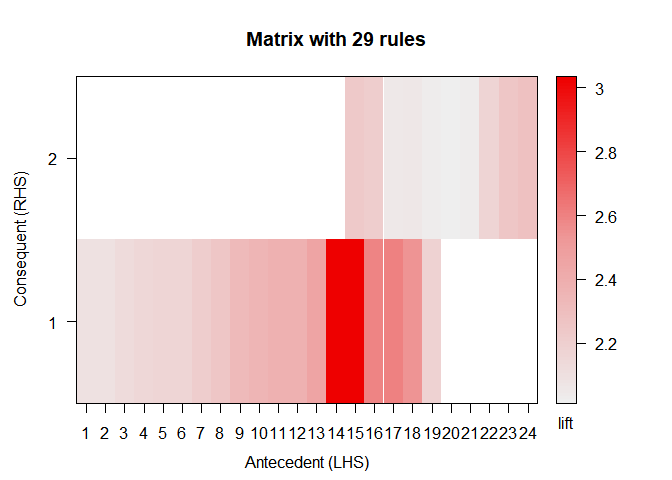 Matrix with 29 rules
Consequent (RHS)
2
1
1 2 3 4 5 6 7 8 9 10 11 12 13 14 15 16 17 18 19 20 21 22 23 24
Antecedent (LHS)
3
2.8
2.6
2.4
2.2
lift